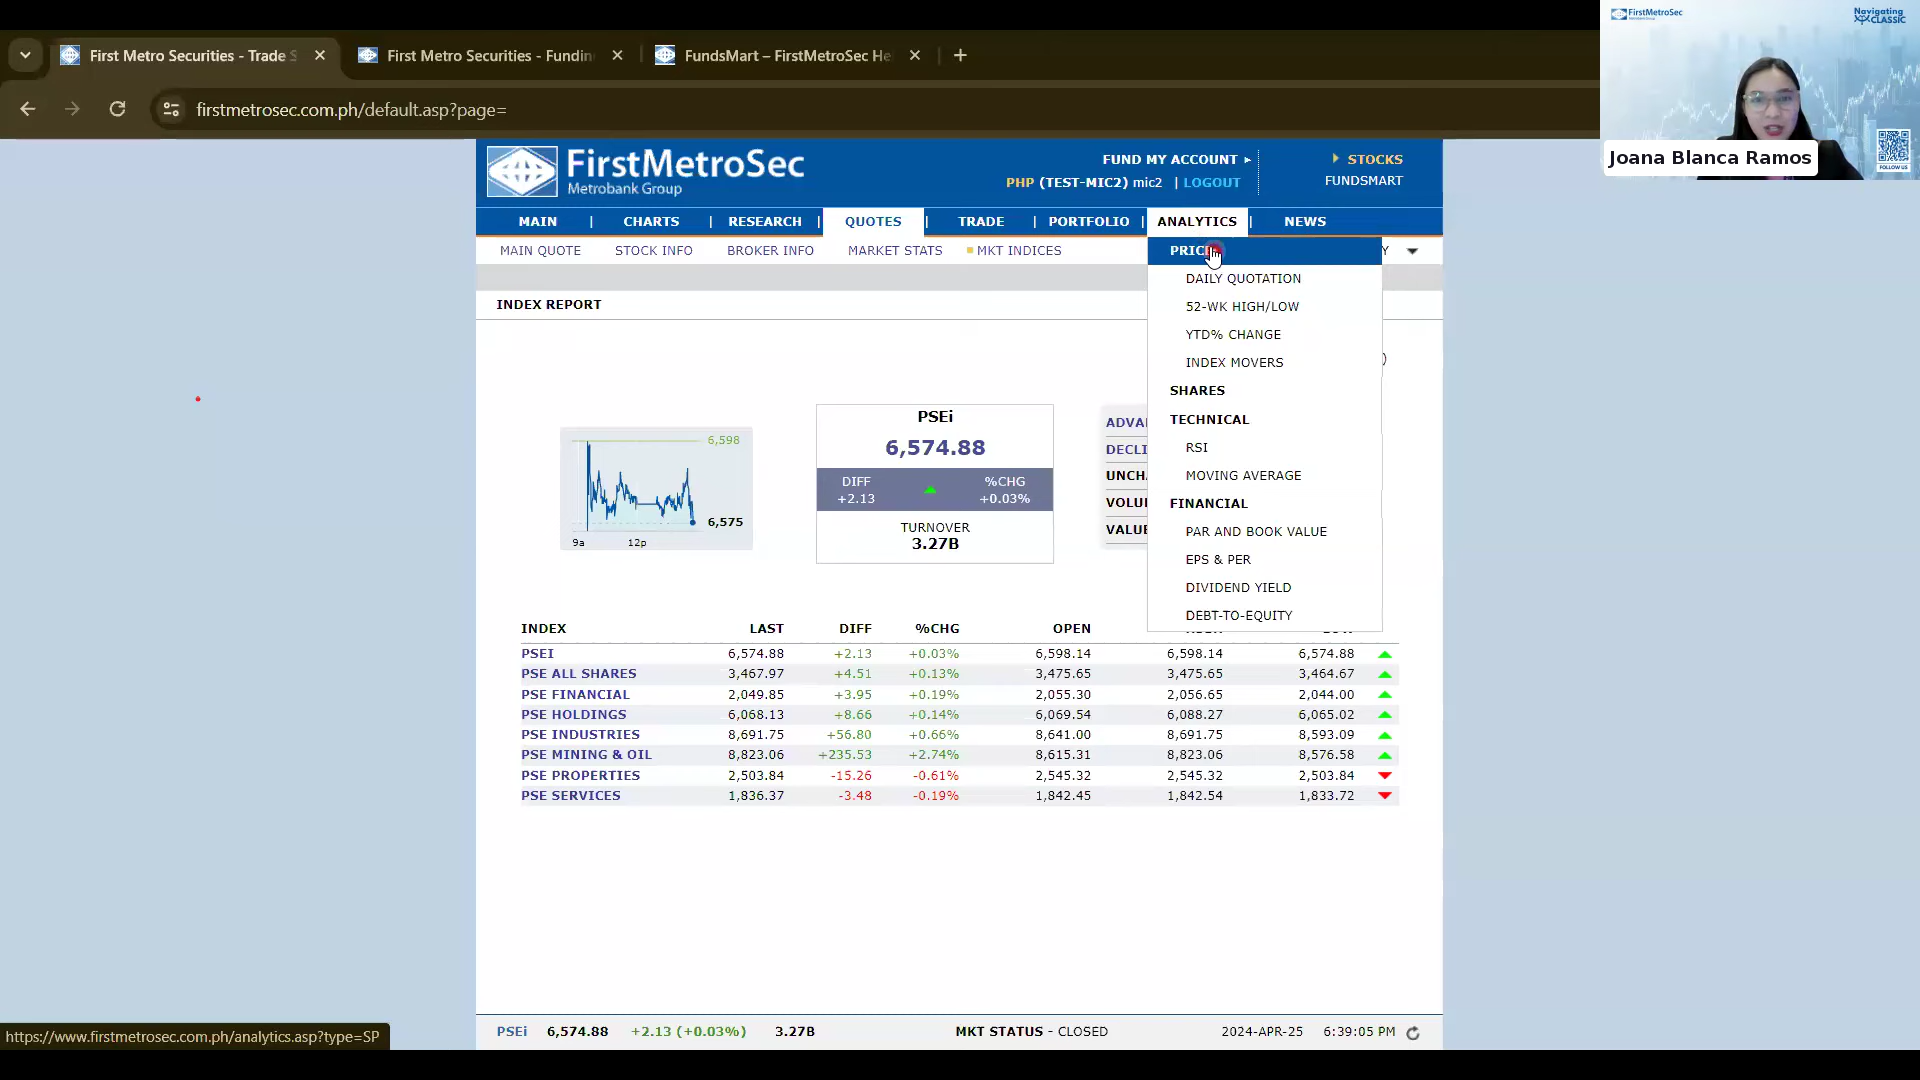 First Metro Securities - Trade S
First Metro Securities - Fundin
FundsMart – FirstMetroSec He
firstmetrosec.com.ph/default.asp?page=
FirstMetroSec
Navigating
CLASSIC
FOLLOW US
Joana Blanca Ramos
FirstMetroSec
Metrobank Group
FUND MY ACCOUNT
PHP (TEST-MIC2) mic2 | LOGOUT
STOCKS
FUNDSMART
MAIN | CHARTS | RESEARCH | QUOTES | TRADE | PORTFOLIO | ANALYTICS | NEWS
MAIN QUOTE STOCK INFO BROKER INFO MARKET STATS MKT INDICES
Y
PRIC
DAILY QUOTATION
52-WK HIGH/LOW
YTD% CHANGE
INDEX MOVERS
SHARES
TECHNICAL
RSI
MOVING AVERAGE
FINANCIAL
PAR AND BOOK VALUE
EPS & PER
DIVIDEND YIELD
DEBT-TO-EQUITY
INDEX REPORT
)
6,598
6,575
9a 12p
PSEi
6,574.88
DIFF %CHG
+2.13 +0.03%
TURNOVER
3.27B
ADVA
DECLI
UNCHA
VOLU
VALUE
INDEX LAST DIFF %CHG OPEN
PSEI 6,574.88 +2.13 +0.03% 6,598.14 6,598.14 6,574.88
PSE ALL SHARES 3,467.97 +4.51 +0.13% 3,475.65 3,475.65 3,464.67
PSE FINANCIAL 2,049.85 +3.95 +0.19% 2,055.30 2,056.65 2,044.00
PSE HOLDINGS 6,068.13 +8.66 +0.14% 6,069.54 6,088.27 6,065.02
PSE INDUSTRIES 8,691.75 +56.80 +0.66% 8,641.00 8,691.75 8,593.09
PSE MINING & OIL 8,823.06 +235.53 +2.74% 8,615.31 8,823.06 8,576.58
PSE PROPERTIES 2,503.84 -15.26 -0.61% 2,545.32 2,545.32 2,503.84
PSE SERVICES 1,836.37 -3.48 -0.19% 1,842.45 1,842.54 1,833.72
PSEi 6,574.88 +2.13 (+0.03%) 3.27B MKT STATUS - CLOSED 2024-APR-25 6:39:05 PM
https://www.firstmetrosec.com.ph/analytics.asp?type=SP